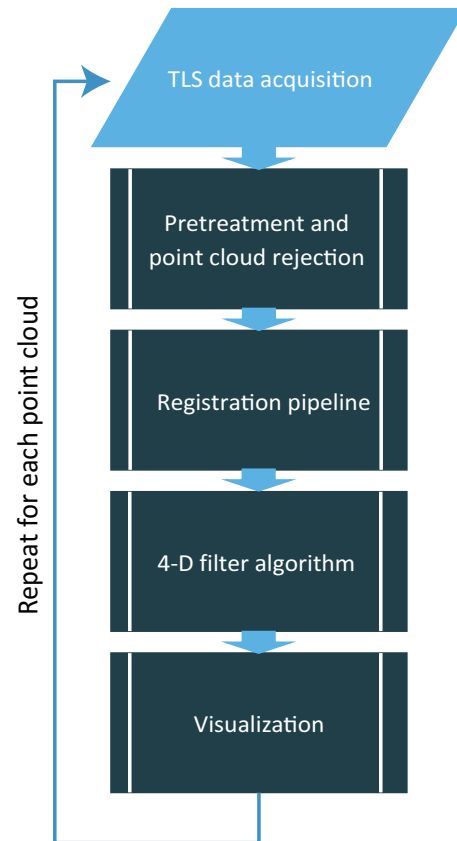 TLS data acquisition
Pretreatment and
point cloud rejection
Registration pipeline
4-D filter algorithm
Visualization
Repeat for each point cloud